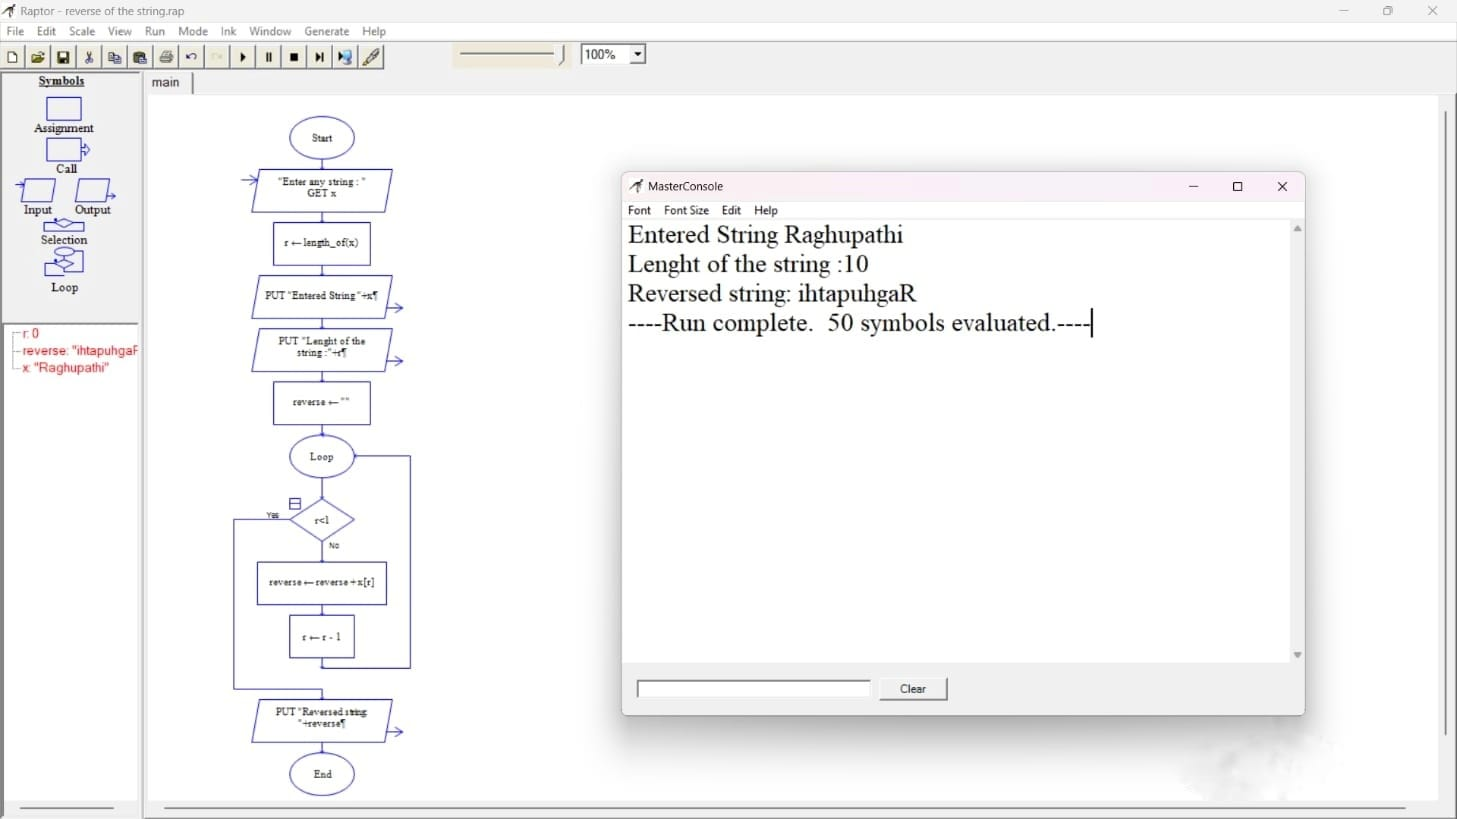 Raptor - reverse of the string.rap
File Edit Scale View Run Mode Ink Window Generate Help
100%
Symbols
Assignment
Call
Input Output
Selection
Loop
r: 0
reverse: "ihtapuhgaR
x: "Raghupathi"
main
Start
"Enter any string : "
GET x
r ← length_of(x)
PUT "Entered String "+x¶
PUT "Lenght of the
string :"+r¶
reverse ← ""
Loop
Yes
r<1
No
reverse ← reverse + x[r]
r ← r - 1
PUT "Reversed string:
"+reverse¶
End
MasterConsole
Font Font Size Edit Help
Entered String Raghupathi
Lenght of the string :10
Reversed string: ihtapuhgaR
----Run complete. 50 symbols evaluated.----
Clear